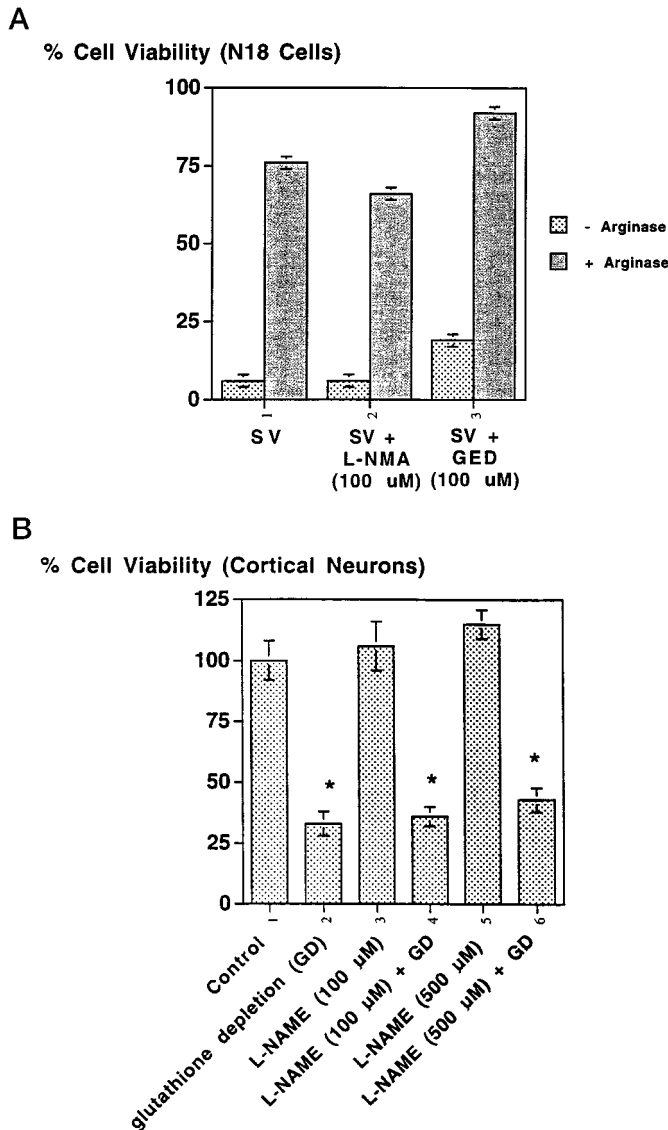 A
% Cell Viability (N18 Cells)
100
75
50
25
0
1
2
3
SV
SV +
L-NMA
(100 uM)
SV +
GED
(100 uM)
- Arginase
+ Arginase
B
% Cell Viability (Cortical Neurons)
125
100
75
50
25
0
*
*
*
1
2
3
4
5
6
Control
glutathione depletion (GD)
L-NAME (100 µM)
L-NAME (100 µM) + GD
L-NAME (500 µM)
L-NAME (500 µM) + GD